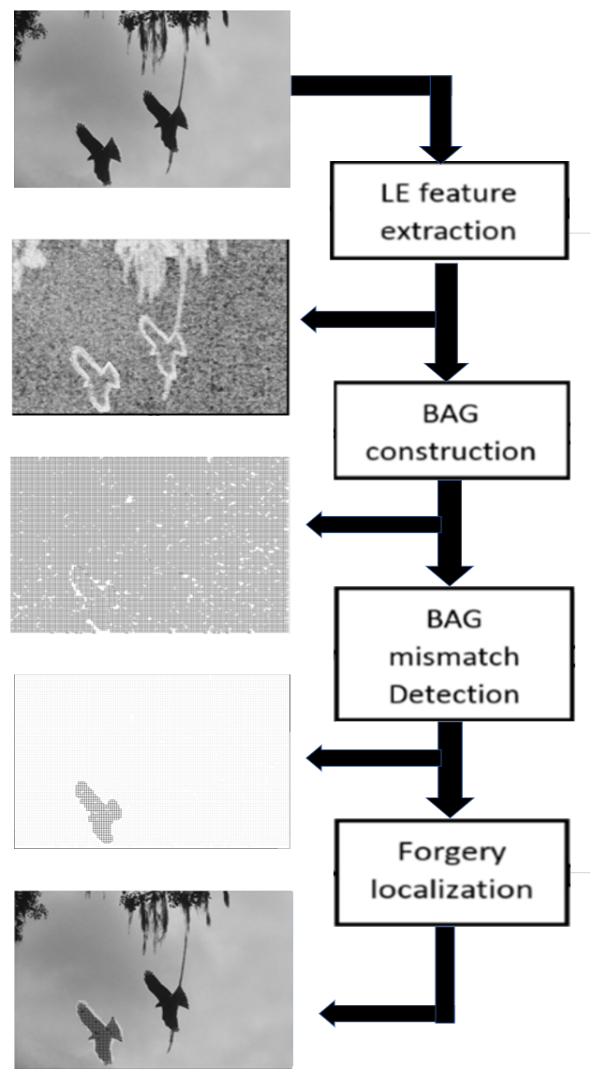 LE feature
extraction
BAG
construction
BAG
mismatch
Detection
Forgery
localization